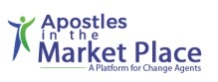 Apostles
in the
Market Place
A Platform for Change Agents